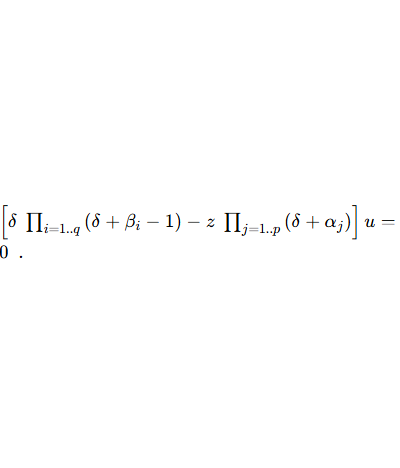 [δ ∏_{i=1..q} (δ + β_i − 1) − z ∏_{j=1..p} (δ + α_j)] u =
0 .